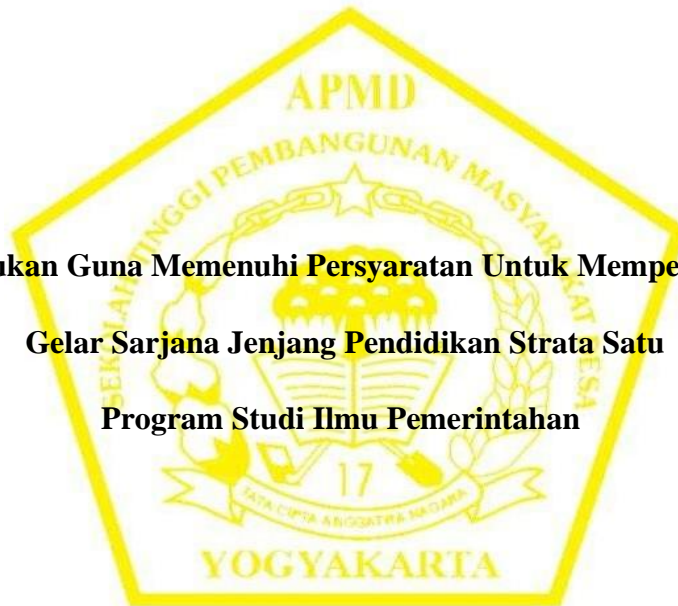 APMD
SEKOLAH TINGGI PEMBANGUNAN MASYARAKAT DESA
ukan Guna Memenuhi Persyaratan Untuk Mempe
Gelar Sarjana Jenjang Pendidikan Strata Satu
Program Studi Ilmu Pemerintahan
17
TATA CIPTA ANGGATRA NAGARA
YOGYAKARTA